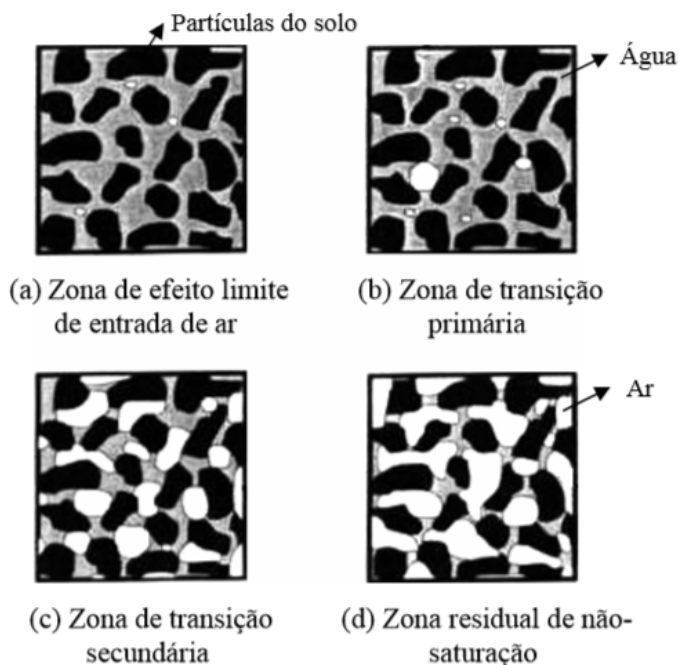 Partículas do solo
Água
(a) Zona de efeito limite
de entrada de ar
(b) Zona de transição
primária
Ar
(c) Zona de transição
secundária
(d) Zona residual de não-
saturação